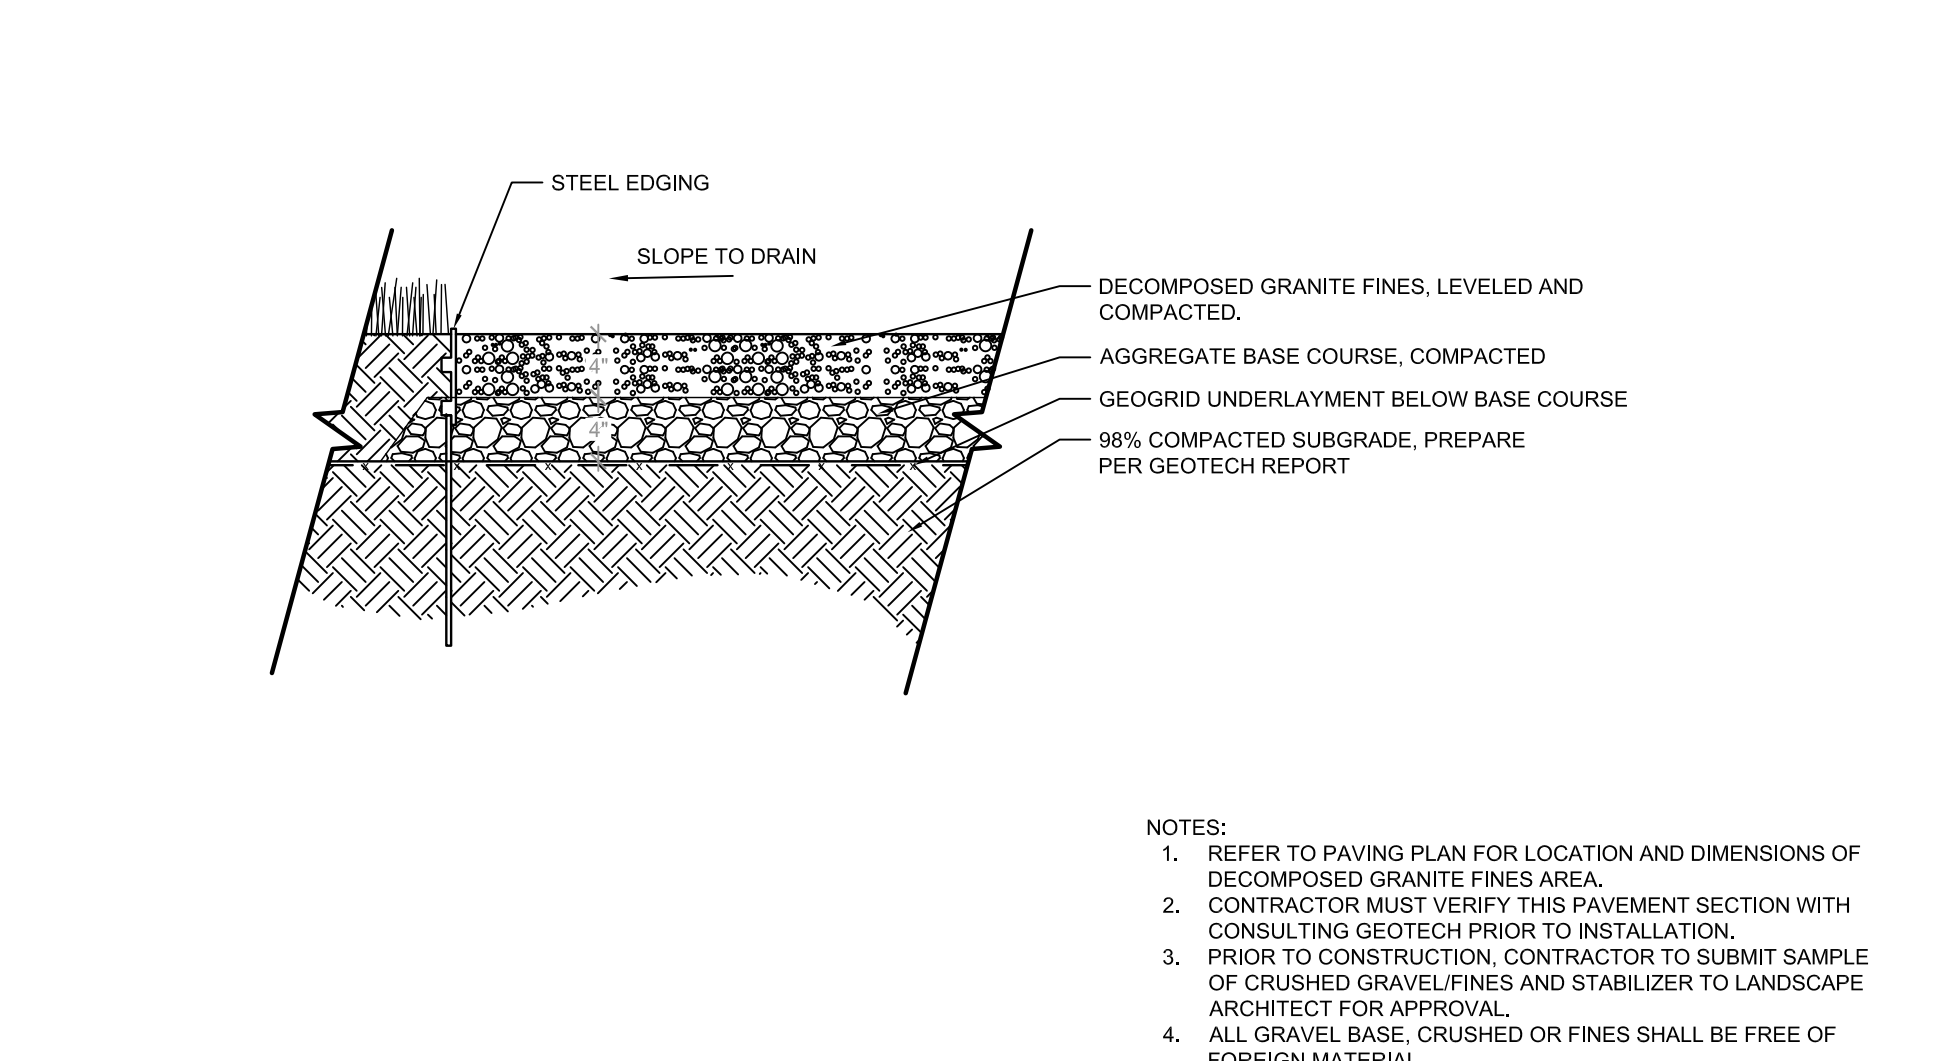 STEEL EDGING
SLOPE TO DRAIN
DECOMPOSED GRANITE FINES, LEVELED AND
COMPACTED.
4"
AGGREGATE BASE COURSE, COMPACTED
GEOGRID UNDERLAYMENT BELOW BASE COURSE
4"
98% COMPACTED SUBGRADE, PREPARE
PER GEOTECH REPORT
NOTES:
1. REFER TO PAVING PLAN FOR LOCATION AND DIMENSIONS OF
DECOMPOSED GRANITE FINES AREA.
2. CONTRACTOR MUST VERIFY THIS PAVEMENT SECTION WITH
CONSULTING GEOTECH PRIOR TO INSTALLATION.
3. PRIOR TO CONSTRUCTION, CONTRACTOR TO SUBMIT SAMPLE
OF CRUSHED GRAVEL/FINES AND STABILIZER TO LANDSCAPE
ARCHITECT FOR APPROVAL.
4. ALL GRAVEL BASE, CRUSHED OR FINES SHALL BE FREE OF
FOREIGN MATERIAL